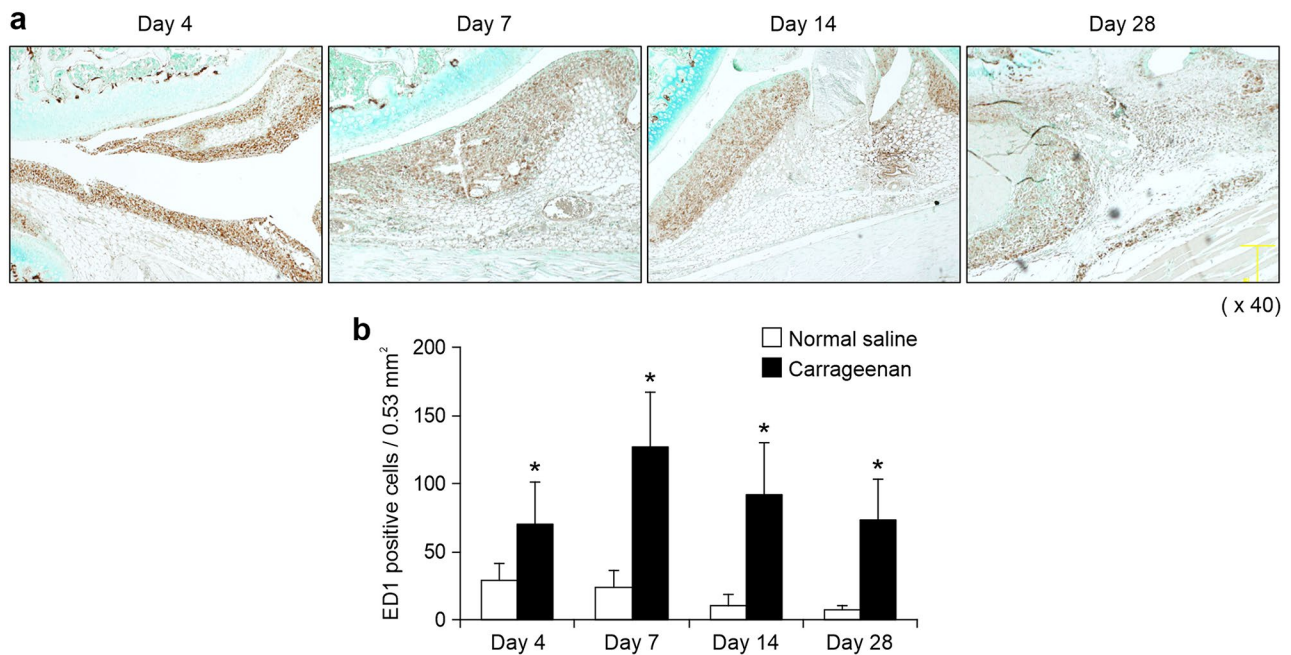 a
Day 4 Day 7 Day 14 Day 28
( x 40)
b
Normal saline
Carrageenan
ED1 positive cells / 0.53 mm²
200
150
100
50
0
* * * *
Day 4 Day 7 Day 14 Day 28